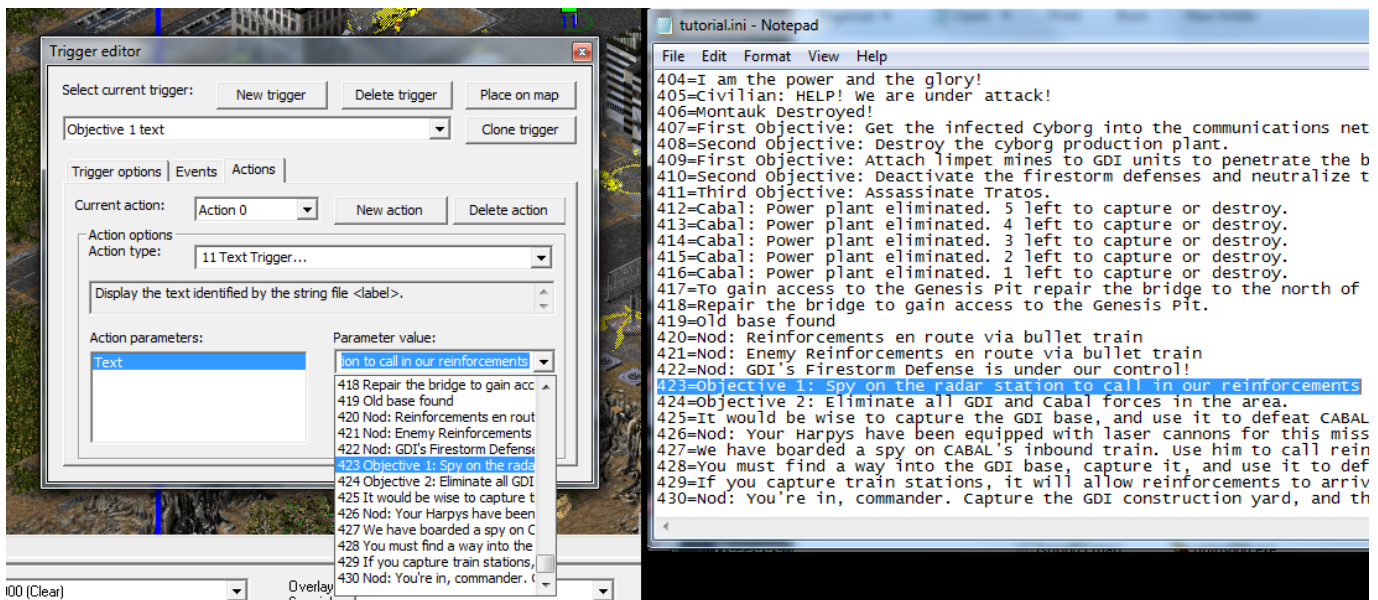 Trigger editor
Select current trigger:
New trigger
Delete trigger
Place on map
Objective 1 text
Clone trigger
Trigger options
Events
Actions
Current action:
Action 0
New action
Delete action
Action options
Action type:
11 Text Trigger...
Display the text identified by the string file <label>.
Action parameters:
Parameter value:
Text
ion to call in our reinforcements
418 Repair the bridge to gain acc
419 Old base found
420 Nod: Reinforcements en rout
421 Nod: Enemy Reinforcements
422 Nod: GDI's Firestorm Defense
423 Objective 1: Spy on the rada
424 Objective 2: Eliminate all GDI
425 It would be wise to capture t
426 Nod: Your Harpys have been
427 We have boarded a spy on C
428 You must find a way into the
429 If you capture train stations,
430 Nod: You're in, commander. (
000 (Clear)
Overlay
11
tutorial.ini - Notepad
File Edit Format View Help
404=I am the power and the glory!
405=Civilian: HELP! We are under attack!
406=Montauk Destroyed!
407=First Objective: Get the infected Cyborg into the communications net
408=Second Objective: Destroy the cyborg production plant.
409=First Objective: Attach limpet mines to GDI units to penetrate the b
410=Second Objective: Deactivate the firestorm defenses and neutralize t
411=Third Objective: Assassinate Tratos.
412=Cabal: Power plant eliminated. 5 left to capture or destroy.
413=Cabal: Power plant eliminated. 4 left to capture or destroy.
414=Cabal: Power plant eliminated. 3 left to capture or destroy.
415=Cabal: Power plant eliminated. 2 left to capture or destroy.
416=Cabal: Power plant eliminated. 1 left to capture or destroy.
417=To gain access to the Genesis Pit repair the bridge to the north of
418=Repair the bridge to gain access to the Genesis Pit.
419=Old base found
420=Nod: Reinforcements en route via bullet train
421=Nod: Enemy Reinforcements en route via bullet train
422=Nod: GDI's Firestorm Defense is under our control!
423=Objective 1: Spy on the radar station to call in our reinforcements
424=Objective 2: Eliminate all GDI and Cabal forces in the area.
425=It would be wise to capture the GDI base, and use it to defeat CABAL
426=Nod: Your Harpys have been equipped with laser cannons for this miss
427=We have boarded a spy on CABAL's inbound train. Use him to call rein
428=You must find a way into the GDI base, capture it, and use it to def
429=If you capture train stations, it will allow reinforcements to arriv
430=Nod: You're in, commander. Capture the GDI construction yard, and th